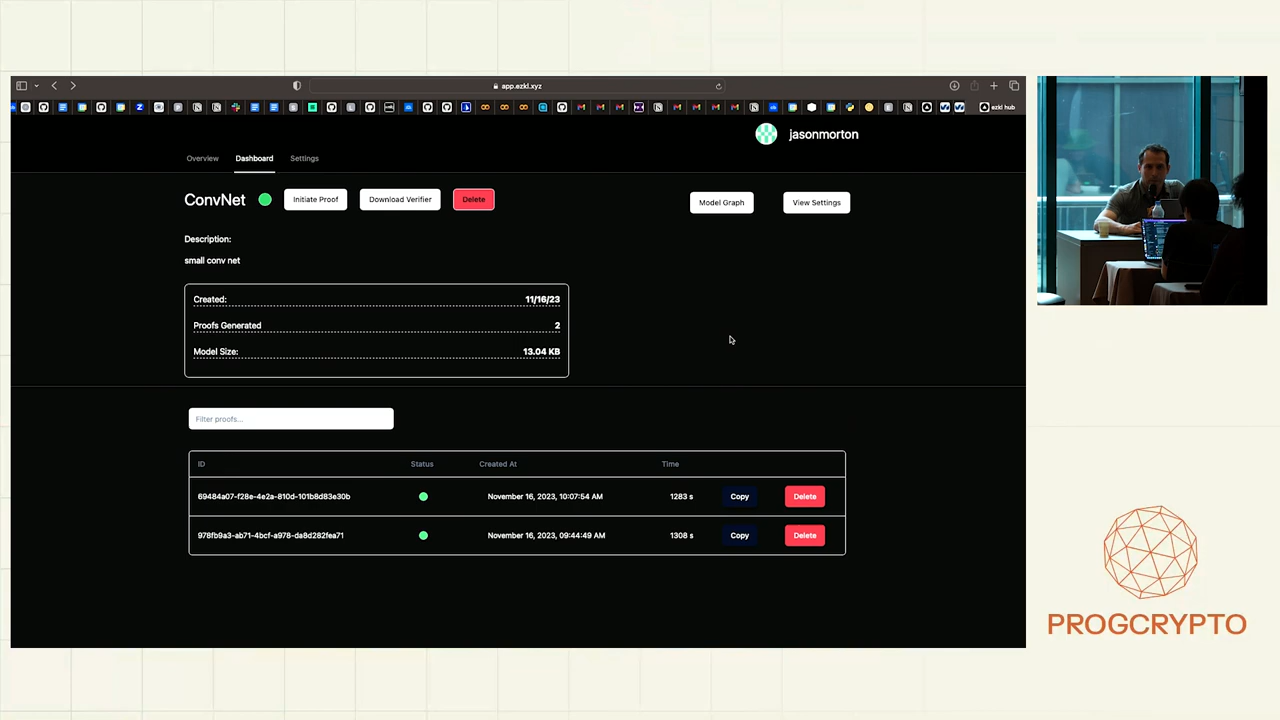 app.ezkl.xyz
ezkl hub
jasonmorton
Overview Dashboard Settings
ConvNet Initiate Proof Download Verifier Delete Model Graph View Settings
Description:
small conv net
Created: 11/16/23
Proofs Generated 2
Model Size: 13.04 KB
Filter proofs...
ID Status Created At Time
69484a07-f28e-4e2a-810d-101b8d83e30b November 16, 2023, 10:07:54 AM 1283 s Copy Delete
978fb9a3-ab71-4bcf-a978-da8d282fea71 November 16, 2023, 09:44:49 AM 1308 s Copy Delete
PROGCRYPTO